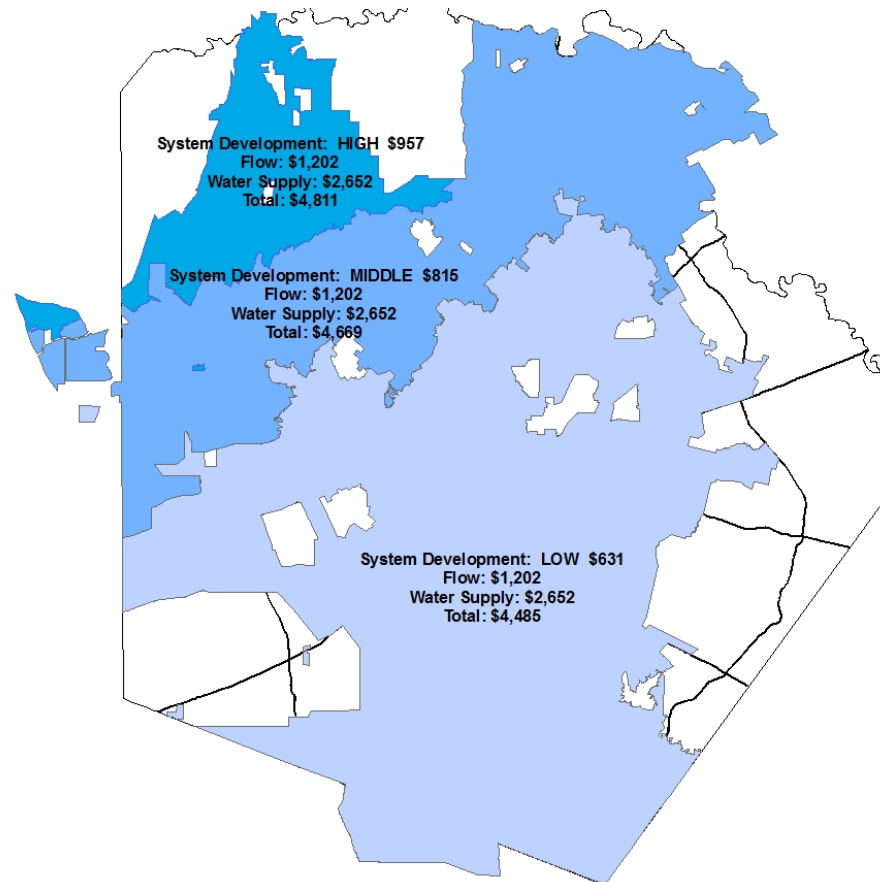 System Development: HIGH $957
Flow: $1,202
Water Supply: $2,652
Total: $4,811
System Development: MIDDLE $815
Flow: $1,202
Water Supply: $2,652
Total: $4,669
System Development: LOW $631
Flow: $1,202
Water Supply: $2,652
Total: $4,485